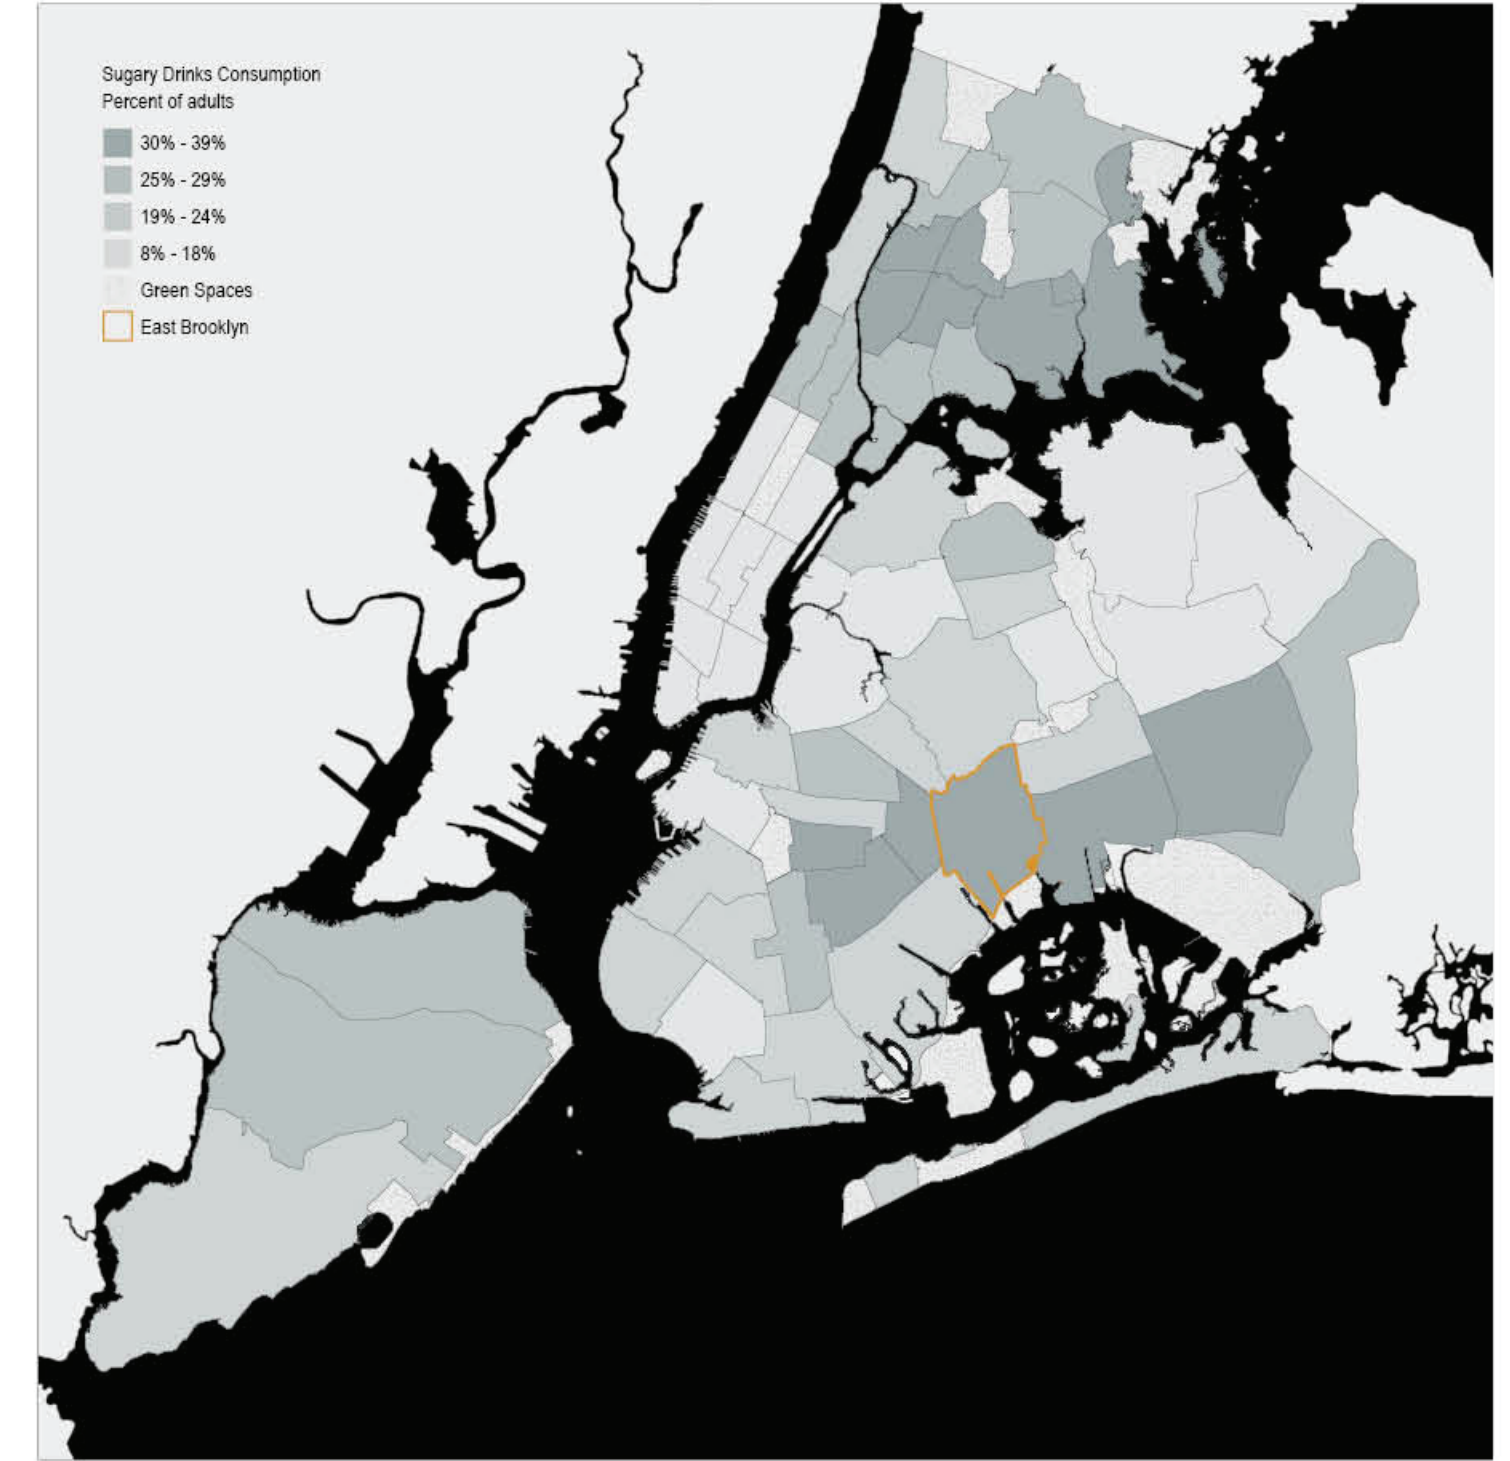 Sugary Drinks Consumption
Percent of adults
30% - 39%
25% - 29%
19% - 24%
8% - 18%
Green Spaces
East Brooklyn